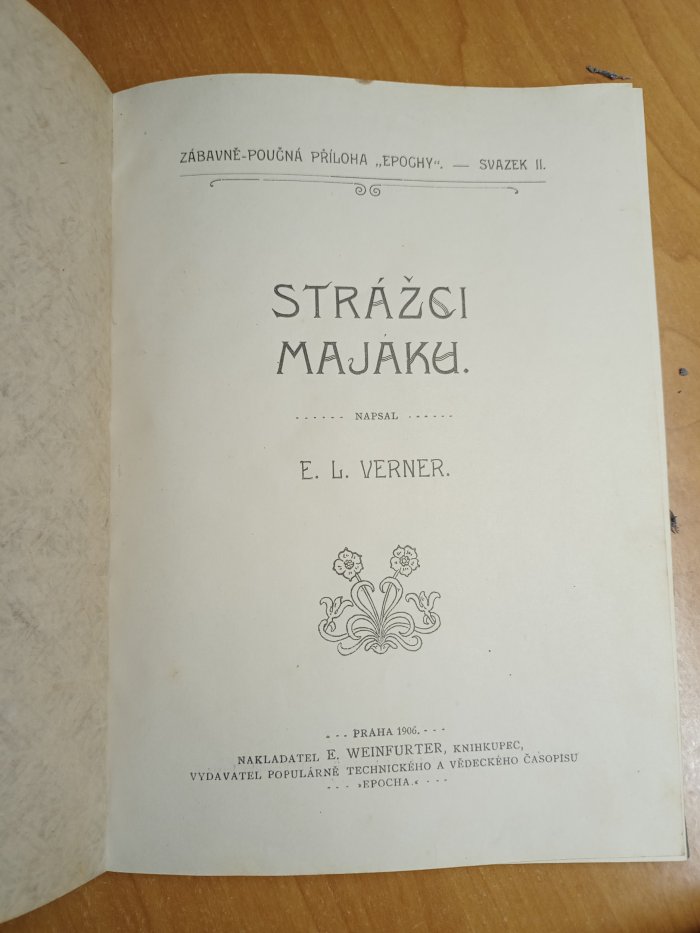 ZÁBAVNĚ-POUČNÁ PŘÍLOHA „EPOCHY“. — SVAZEK II.
STRÁŽCI
MAJÁKU.
------ NAPSAL ------
E. L. VERNER.
--- PRAHA 1906. ---
NAKLADATEL E. WEINFURTER, KNIHKUPEC,
VYDAVATEL POPULÁRNĚ TECHNICKÉHO A VĚDECKÉHO ČASOPISU
--- »EPOCHA.« ---